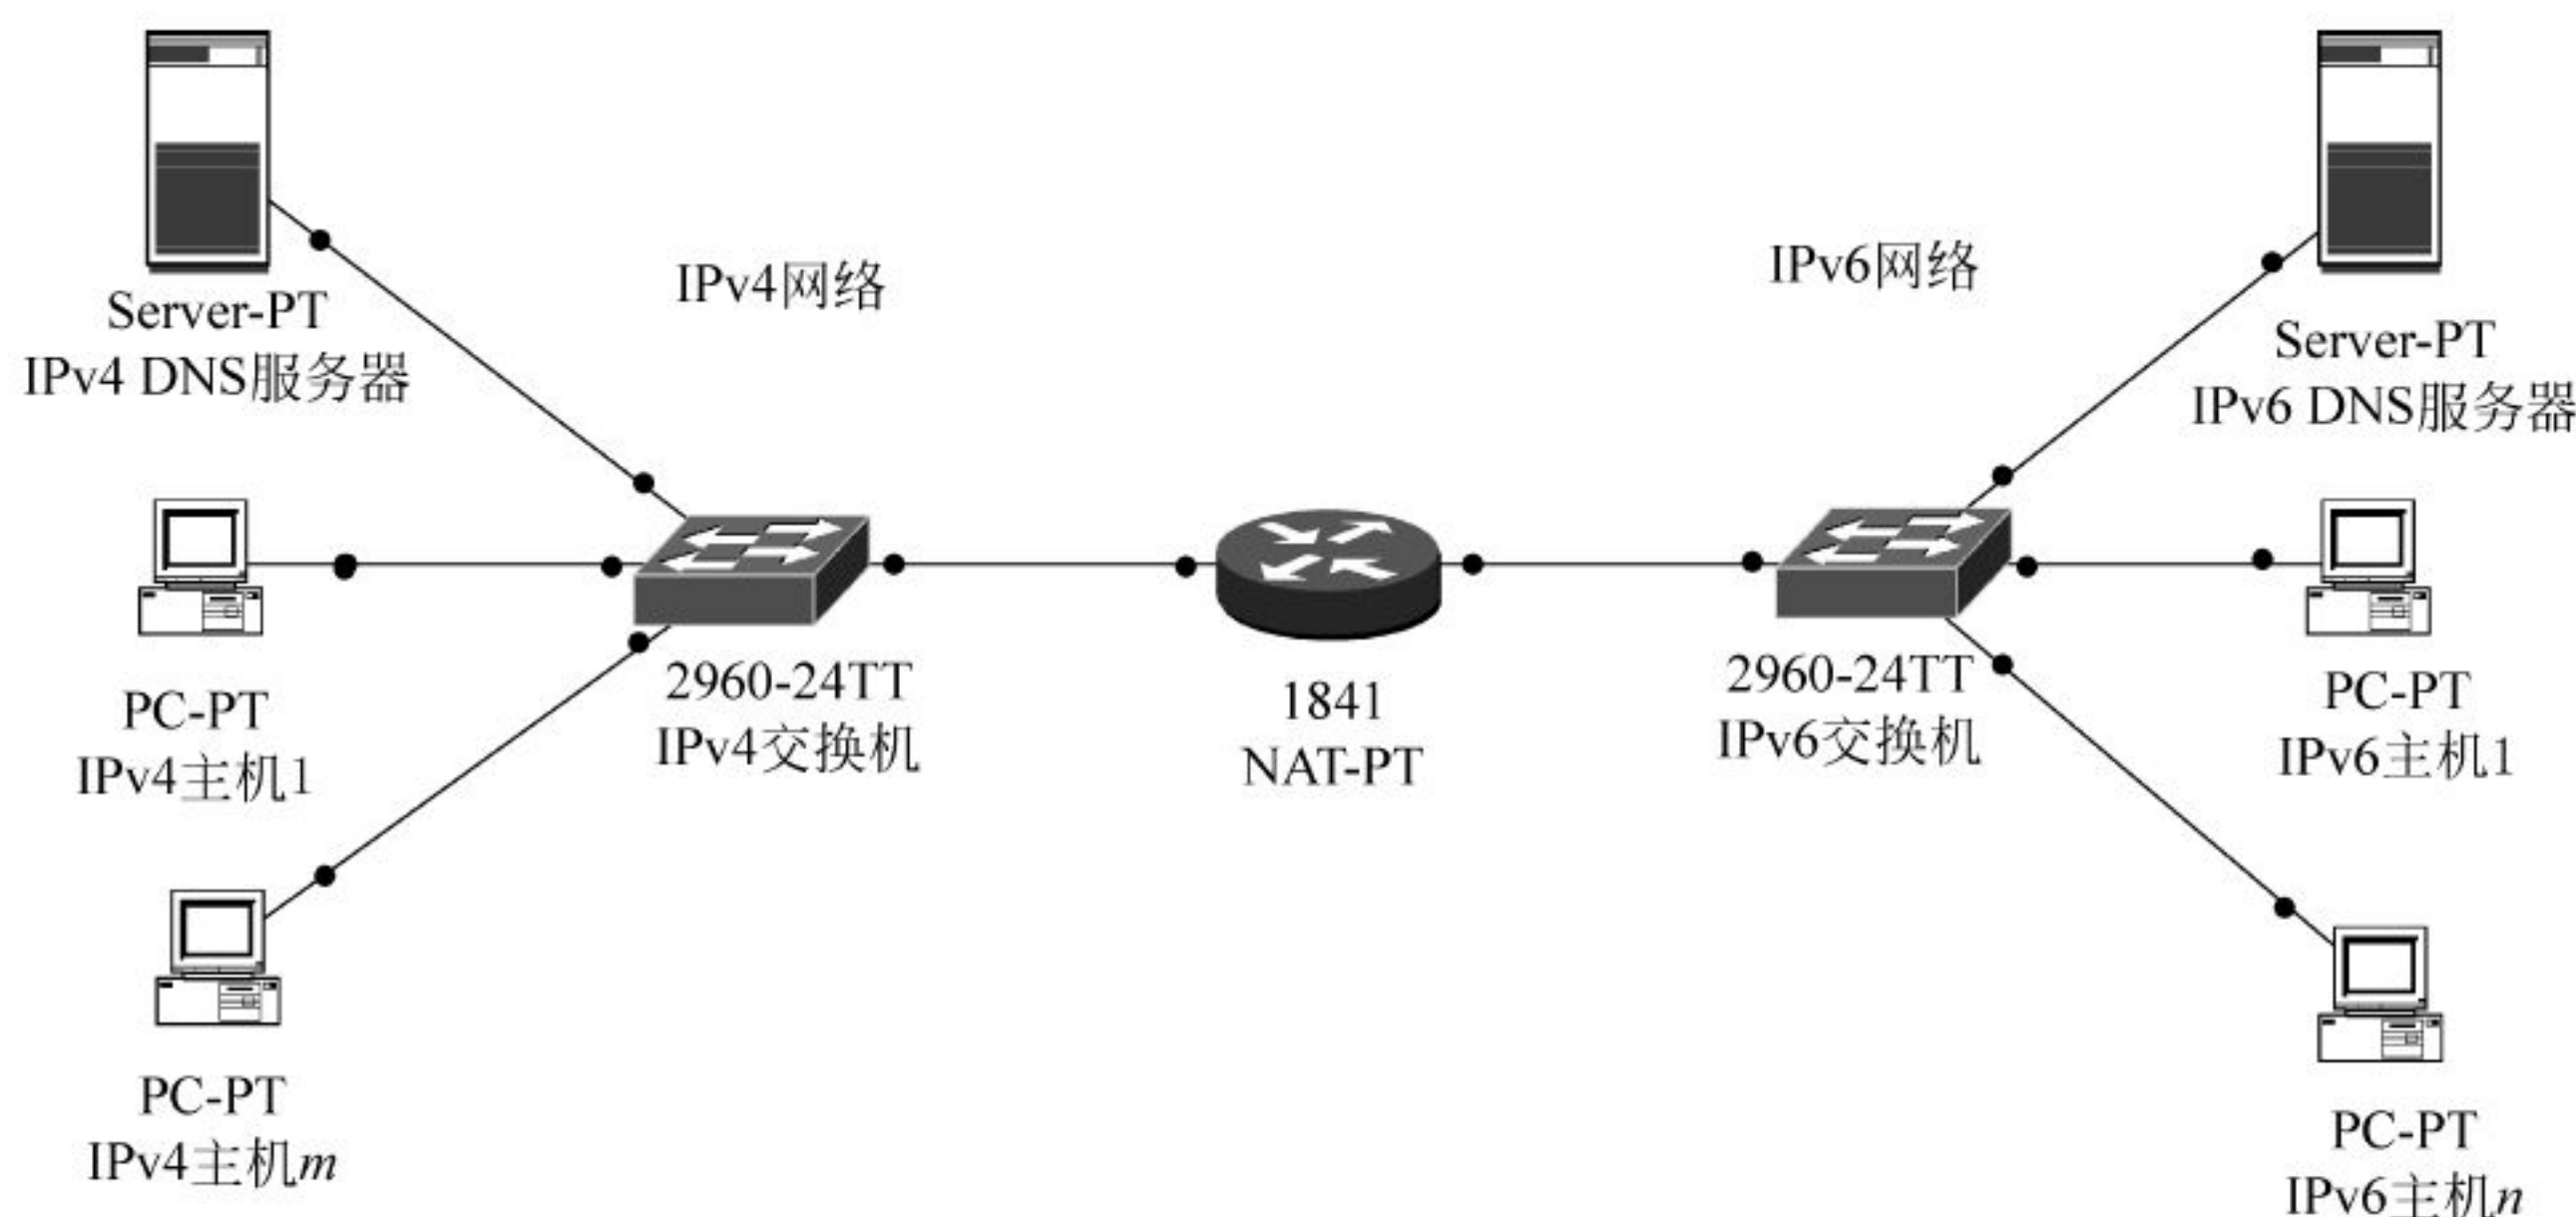 Server-PT
IPv4 DNS服务器
IPv4网络
IPv6网络
Server-PT
IPv6 DNS服务器
PC-PT
IPv4主机1
2960-24TT
IPv4交换机
1841
NAT-PT
2960-24TT
IPv6交换机
PC-PT
IPv6主机1
PC-PT
IPv4主机m
PC-PT
IPv6主机n